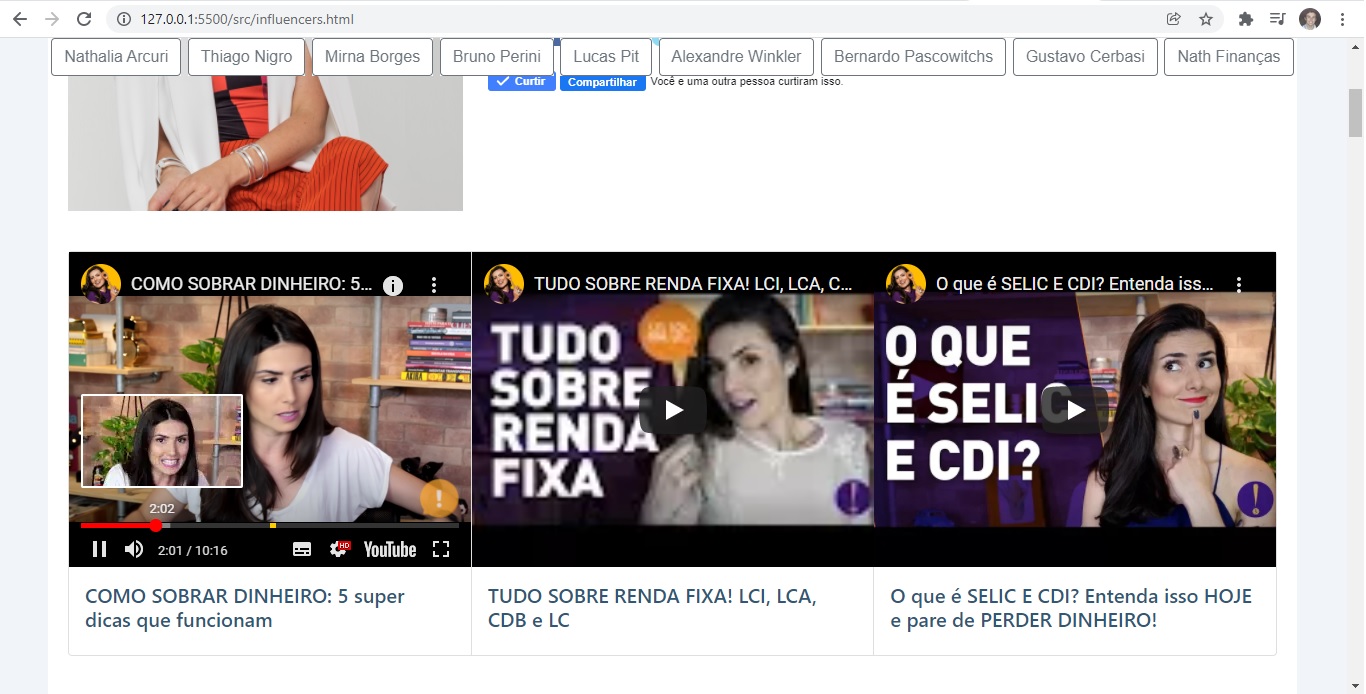 127.0.0.1:5500/src/influencers.html
Nathalia Arcuri
Thiago Nigro
Mirna Borges
Bruno Perini
Lucas Pit
Alexandre Winkler
Bernardo Pascowitchs
Gustavo Cerbasi
Nath Finanças
Curtir
Compartilhar
Você e uma outra pessoa curtiram isso.
COMO SOBRAR DINHEIRO: 5...
TUDO SOBRE RENDA FIXA! LCI, LCA, C...
O que é SELIC E CDI? Entenda iss...
TUDO
SOBRE
RENDA
FIXA
O QUE
É SELIC
E CDI?
2:02
2:01 / 10:16
HD
YouTube
COMO SOBRAR DINHEIRO: 5 super
dicas que funcionam
TUDO SOBRE RENDA FIXA! LCI, LCA,
CDB e LC
O que é SELIC E CDI? Entenda isso HOJE
e pare de PERDER DINHEIRO!